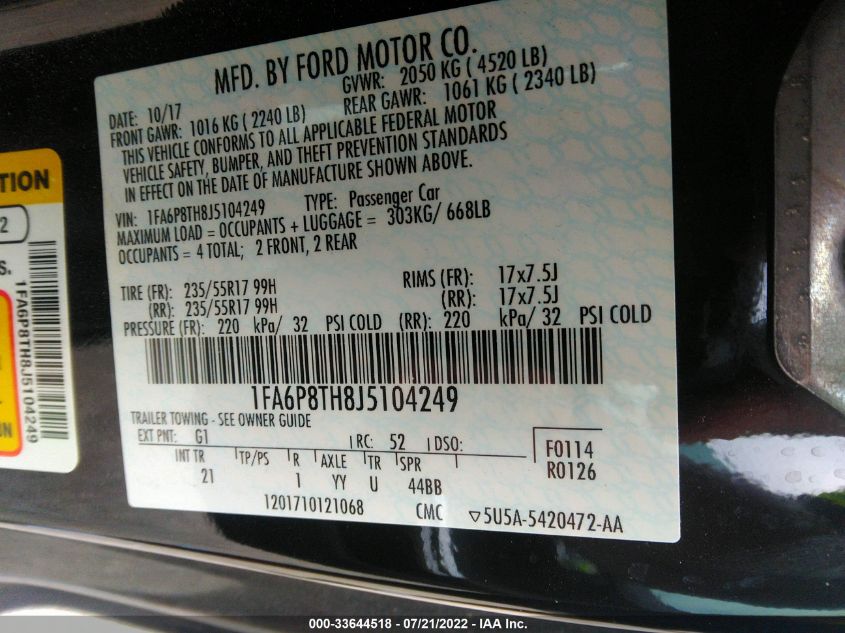 MFD. BY FORD MOTOR CO.
DATE: 10/17 GVWR: 2050 KG ( 4520 LB)
FRONT GAWR: 1016 KG ( 2240 LB) REAR GAWR: 1061 KG ( 2340 LB)
THIS VEHICLE CONFORMS TO ALL APPLICABLE FEDERAL MOTOR
VEHICLE SAFETY, BUMPER, AND THEFT PREVENTION STANDARDS
IN EFFECT ON THE DATE OF MANUFACTURE SHOWN ABOVE.
VIN: 1FA6P8TH8J5104249 TYPE: Passenger Car
MAXIMUM LOAD = OCCUPANTS + LUGGAGE = 303KG/ 668LB
OCCUPANTS = 4 TOTAL; 2 FRONT, 2 REAR
TIRE (FR): 235/55R17 99H RIMS (FR): 17x7.5J
(RR): 235/55R17 99H (RR): 17x7.5J
PRESSURE (FR): 220 kPa/ 32 PSI COLD (RR): 220 kPa/ 32 PSI COLD
1FA6P8TH8J5104249
TRAILER TOWING - SEE OWNER GUIDE
EXT PNT: G1 RC: 52 DSO: F0114
R0126
INT TR TP/PS R AXLE TR SPR
21 1 YY U 44BB
1201710121068 CMC ▽5U5A-5420472-AA
TION
2
S.
1FA6P8TH8J5104249
N
000-33644518 - 07/21/2022 - IAA Inc.